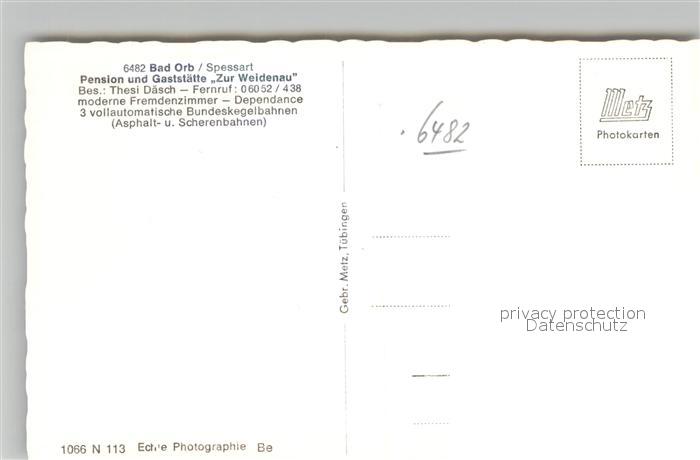 6482 Bad Orb / Spessart
Pension und Gaststätte „Zur Weidenau"
Bes.: Thesi Däsch — Fernruf: 06052 / 438
moderne Fremdenzimmer — Dependance
3 vollautomatische Bundeskegelbahnen
(Asphalt- u. Scherenbahnen)
6482
Metz
Photokarten
Gebr. Metz, Tübingen
privacy protection
Datenschutz
1066 N 113 Echte Photographie Be